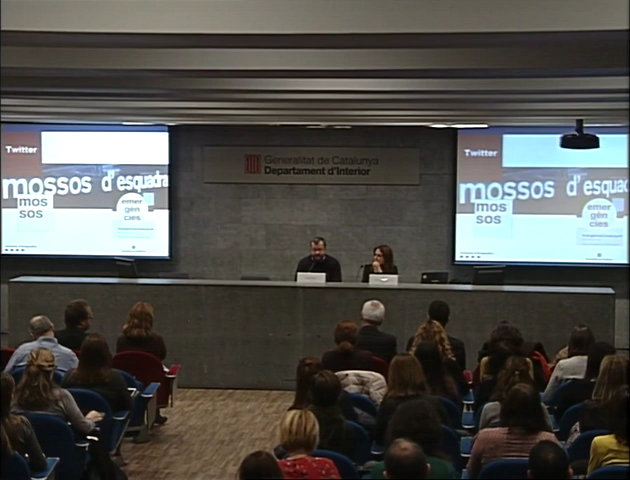 Twitter
mossos d'esquadra
mos
sos
emer
gèn
cies
Generalitat de Catalunya
Departament d'Interior
Twitter
mossos d'esquad
mos
sos
emer
gèn
cies